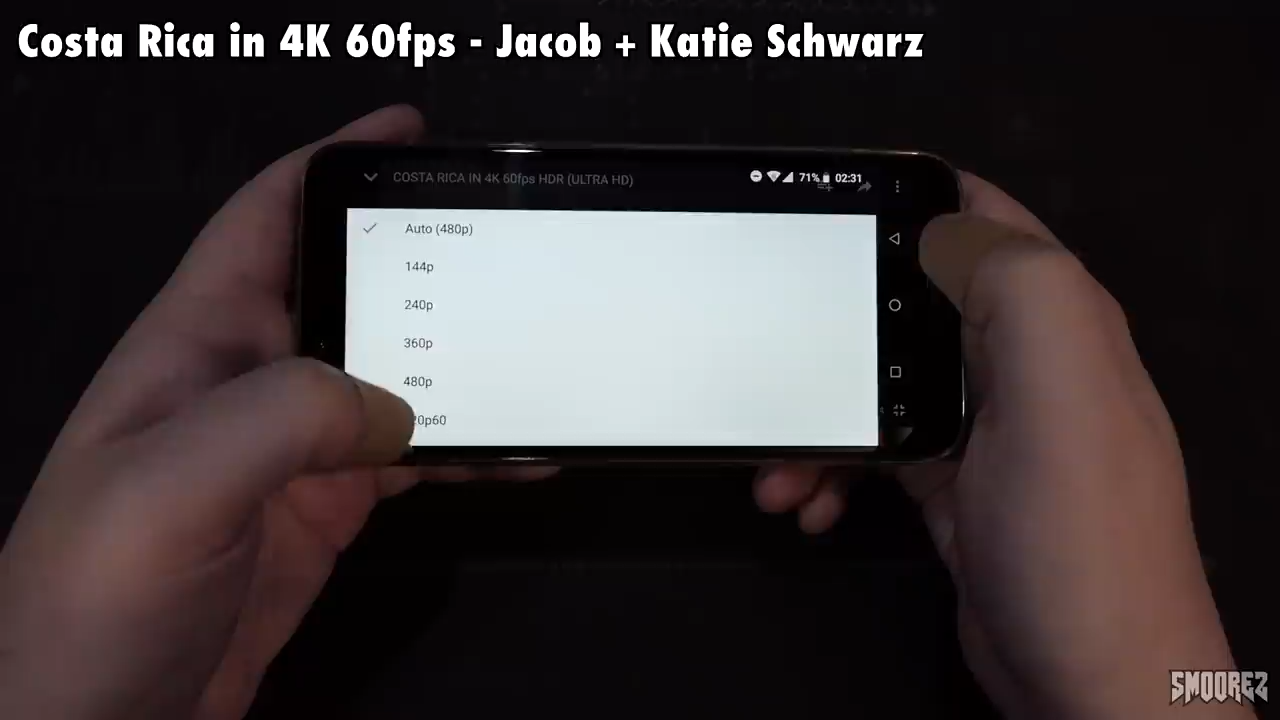 Costa Rica in 4K 60fps - Jacob + Katie Schwarz
COSTA RICA IN 4K 60fps HDR (ULTRA HD)
71% 02:31
Auto (480p)
144p
240p
360p
480p
20p60
SMOOREZ